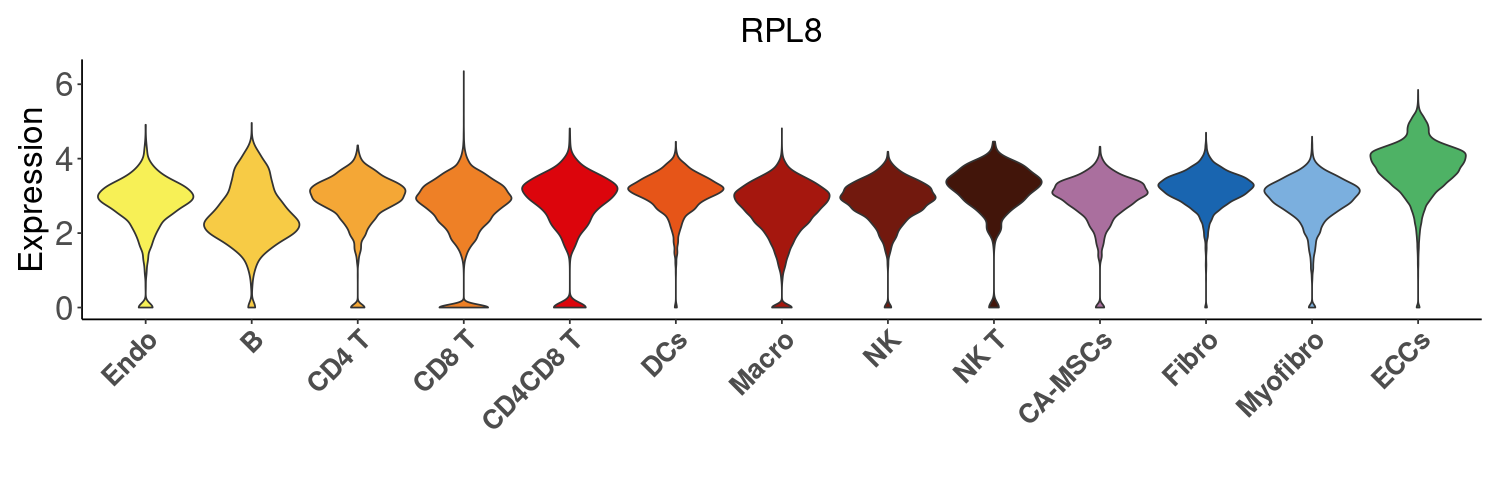 RPL8
Expression
6
4
2
0
Endo
B
CD4 T
CD8 T
CD4CD8 T
DCs
Macro
NK
NK T
CA-MSCs
Fibro
Myofibro
ECCs